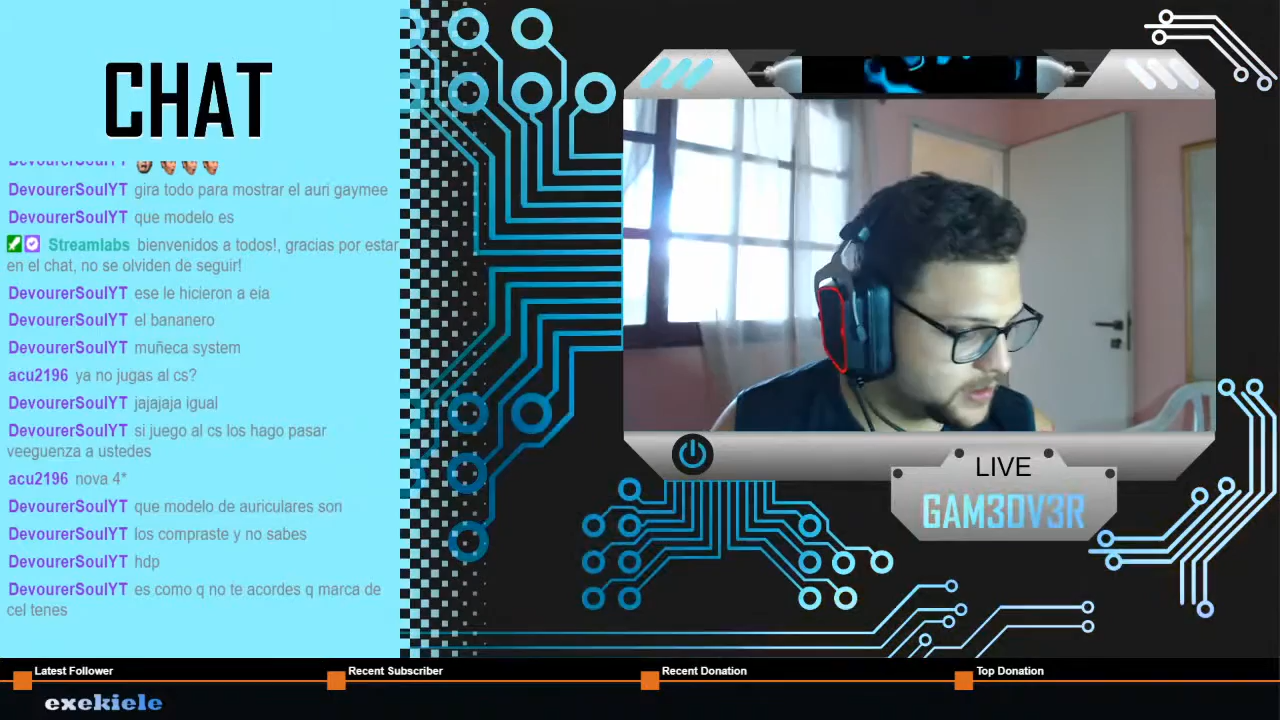 CHAT
DevourerSoulYT
DevourerSoulYT gira todo para mostrar el auri gaymee
DevourerSoulYT que modelo es
Streamlabs bienvenidos a todos!, gracias por estar
en el chat, no se olviden de seguir!
DevourerSoulYT ese le hicieron a eia
DevourerSoulYT el bananero
DevourerSoulYT muñeca system
acu2196 ya no jugas al cs?
DevourerSoulYT jajajaja igual
DevourerSoulYT si juego al cs los hago pasar
veeguenza a ustedes
acu2196 nova 4*
DevourerSoulYT que modelo de auriculares son
DevourerSoulYT los compraste y no sabes
DevourerSoulYT hdp
DevourerSoulYT es como q no te acordes q marca de
cel tenes
LIVE
GAM3OV3R
Latest Follower
exekiele
Recent Subscriber
Recent Donation
Top Donation